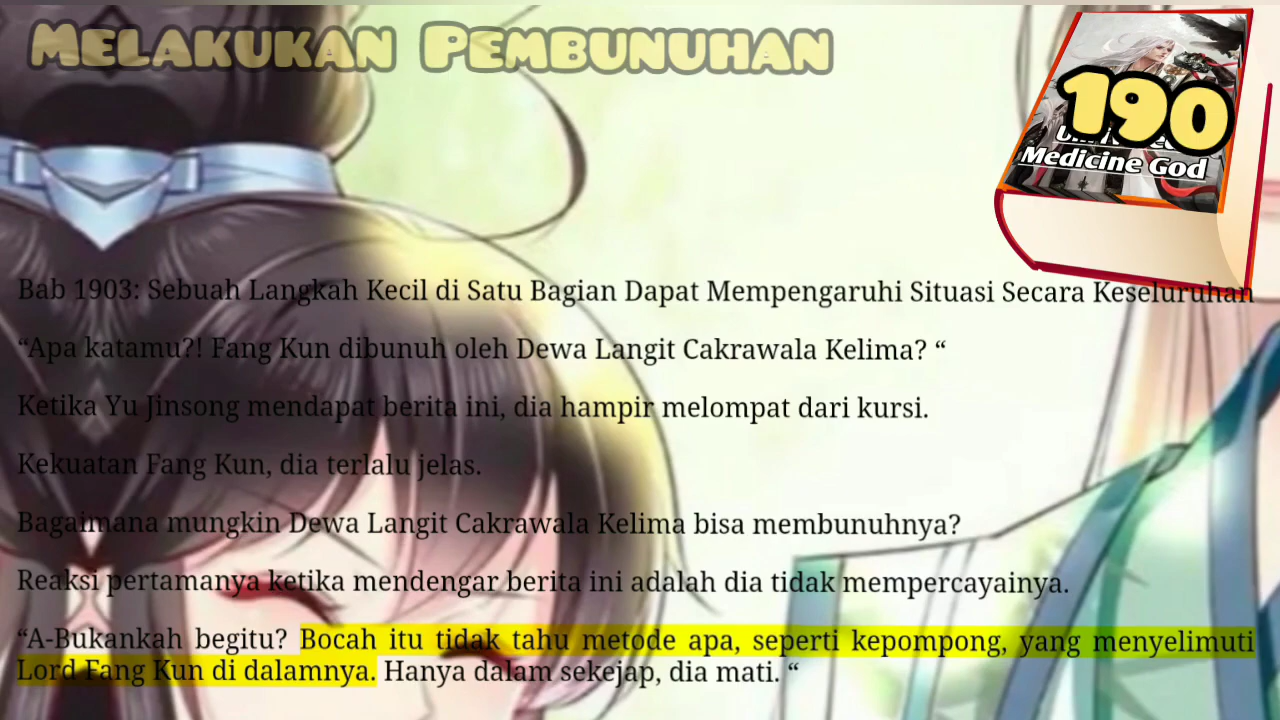 Melakukan Pembunuhan
190
Medicine God
Bab 1903: Sebuah Langkah Kecil di Satu Bagian Dapat Mempengaruhi Situasi Secara Keseluruhan
“Apa katamu?! Fang Kun dibunuh oleh Dewa Langit Cakrawala Kelima? “
Ketika Yu Jinsong mendapat berita ini, dia hampir melompat dari kursi.
Kekuatan Fang Kun, dia terlalu jelas.
Bagaimana mungkin Dewa Langit Cakrawala Kelima bisa membunuhnya?
Reaksi pertamanya ketika mendengar berita ini adalah dia tidak mempercayainya.
“A-Bukankah begitu? Bocah itu tidak tahu metode apa, seperti kepompong, yang menyelimuti
Lord Fang Kun di dalamnya. Hanya dalam sekejap, dia mati. “